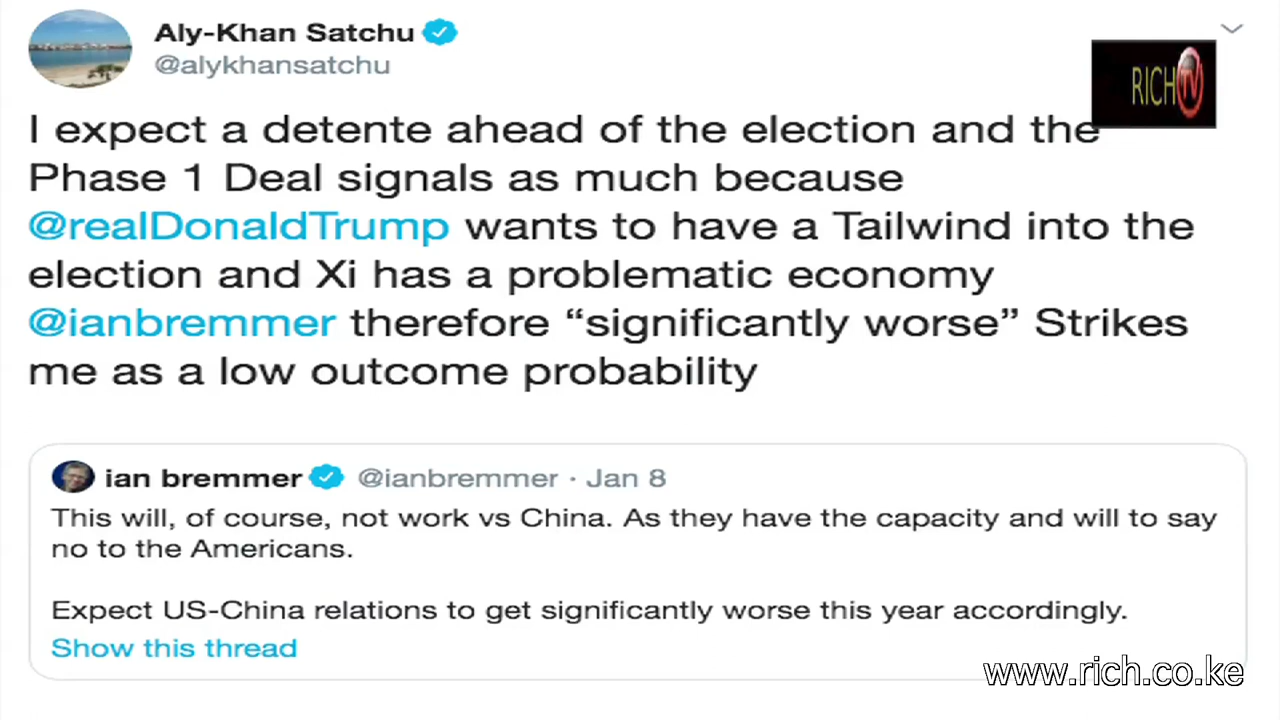 Aly-Khan Satchu
@alykhansatchu
RICH TV
I expect a detente ahead of the election and the
Phase 1 Deal signals as much because
@realDonaldTrump wants to have a Tailwind into the
election and Xi has a problematic economy
@ianbremmer therefore “significantly worse” Strikes
me as a low outcome probability
ian bremmer @ianbremmer · Jan 8
This will, of course, not work vs China. As they have the capacity and will to say
no to the Americans.
Expect US-China relations to get significantly worse this year accordingly.
Show this thread
www.rich.co.ke